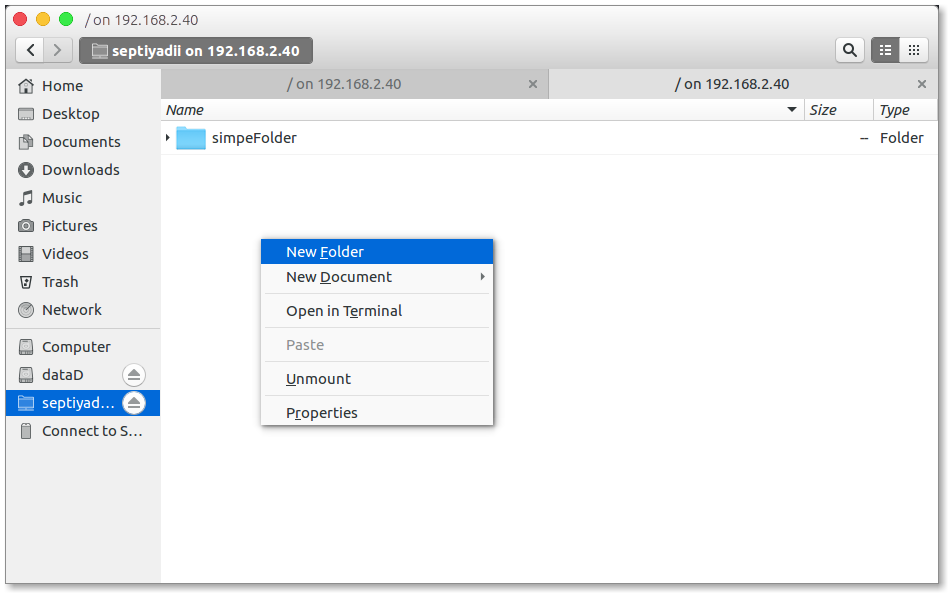 / on 192.168.2.40
septiyadii on 192.168.2.40
Home
Desktop
Documents
Downloads
Music
Pictures
Videos
Trash
Network
Computer
dataD
septiyad...
Connect to S...
/ on 192.168.2.40
/ on 192.168.2.40
Name Size Type
simpeFolder -- Folder
New Folder
New Document
Open in Terminal
Paste
Unmount
Properties